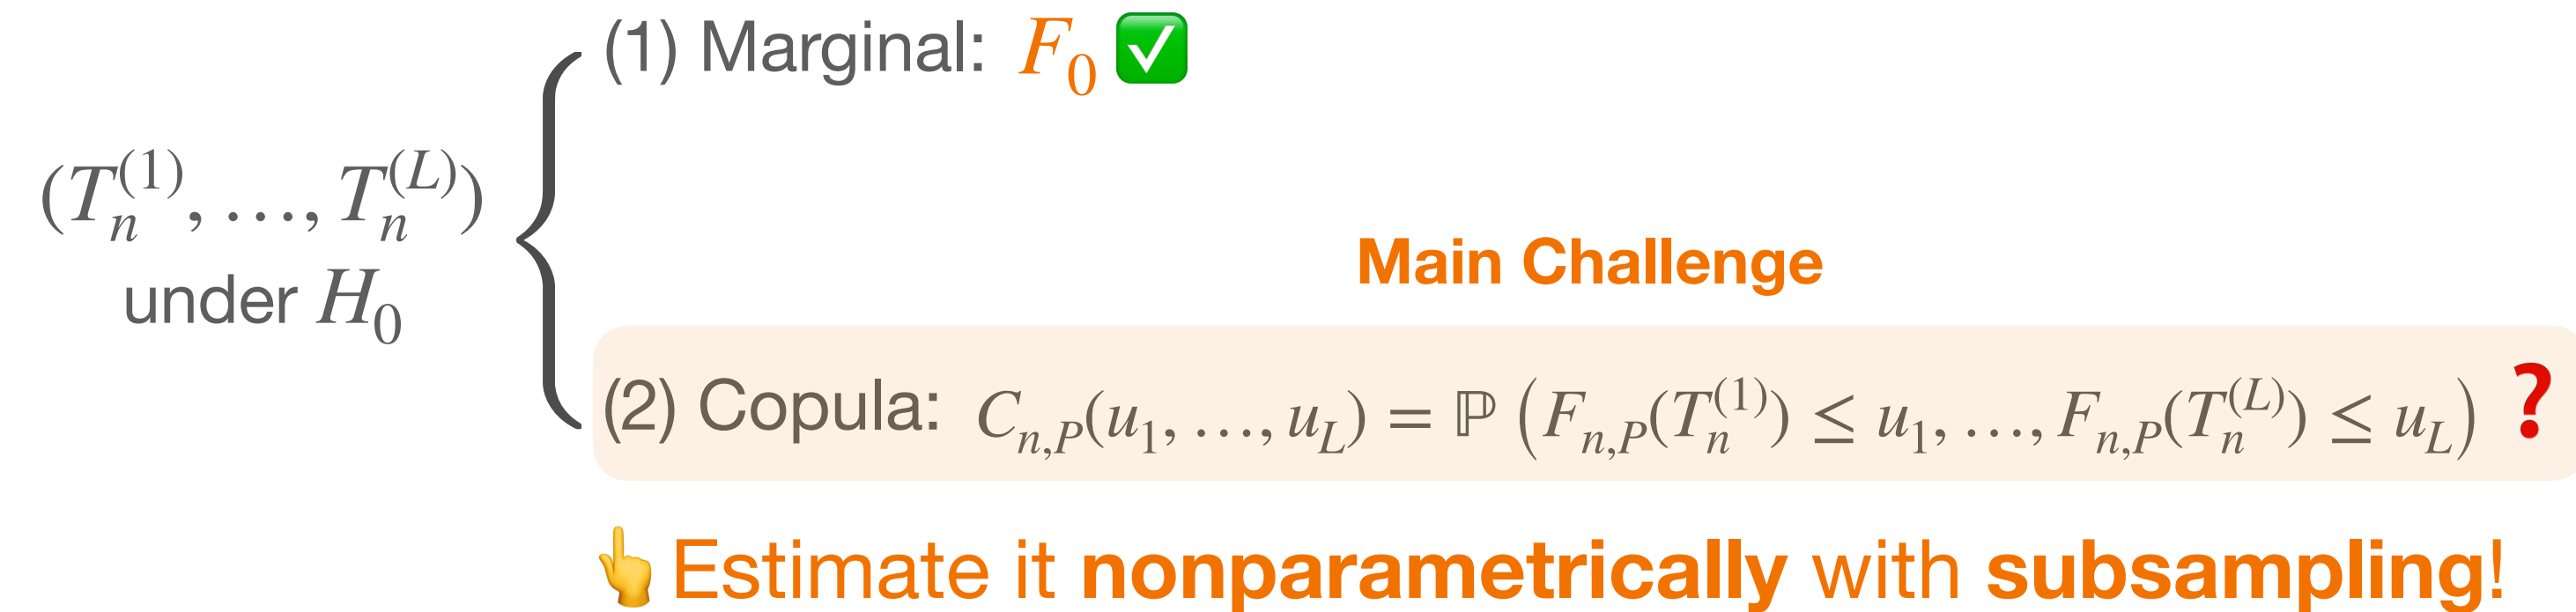 (1) Marginal: F_0 ✅
(T_n^{(1)}, …, T_n^{(L)})
under H_0
Main Challenge
(2) Copula: C_{n,P}(u_1, …, u_L) = ℙ (F_{n,P}(T_n^{(1)}) ≤ u_1, …, F_{n,P}(T_n^{(L)}) ≤ u_L) ❓
👆 Estimate it nonparametrically with subsampling!